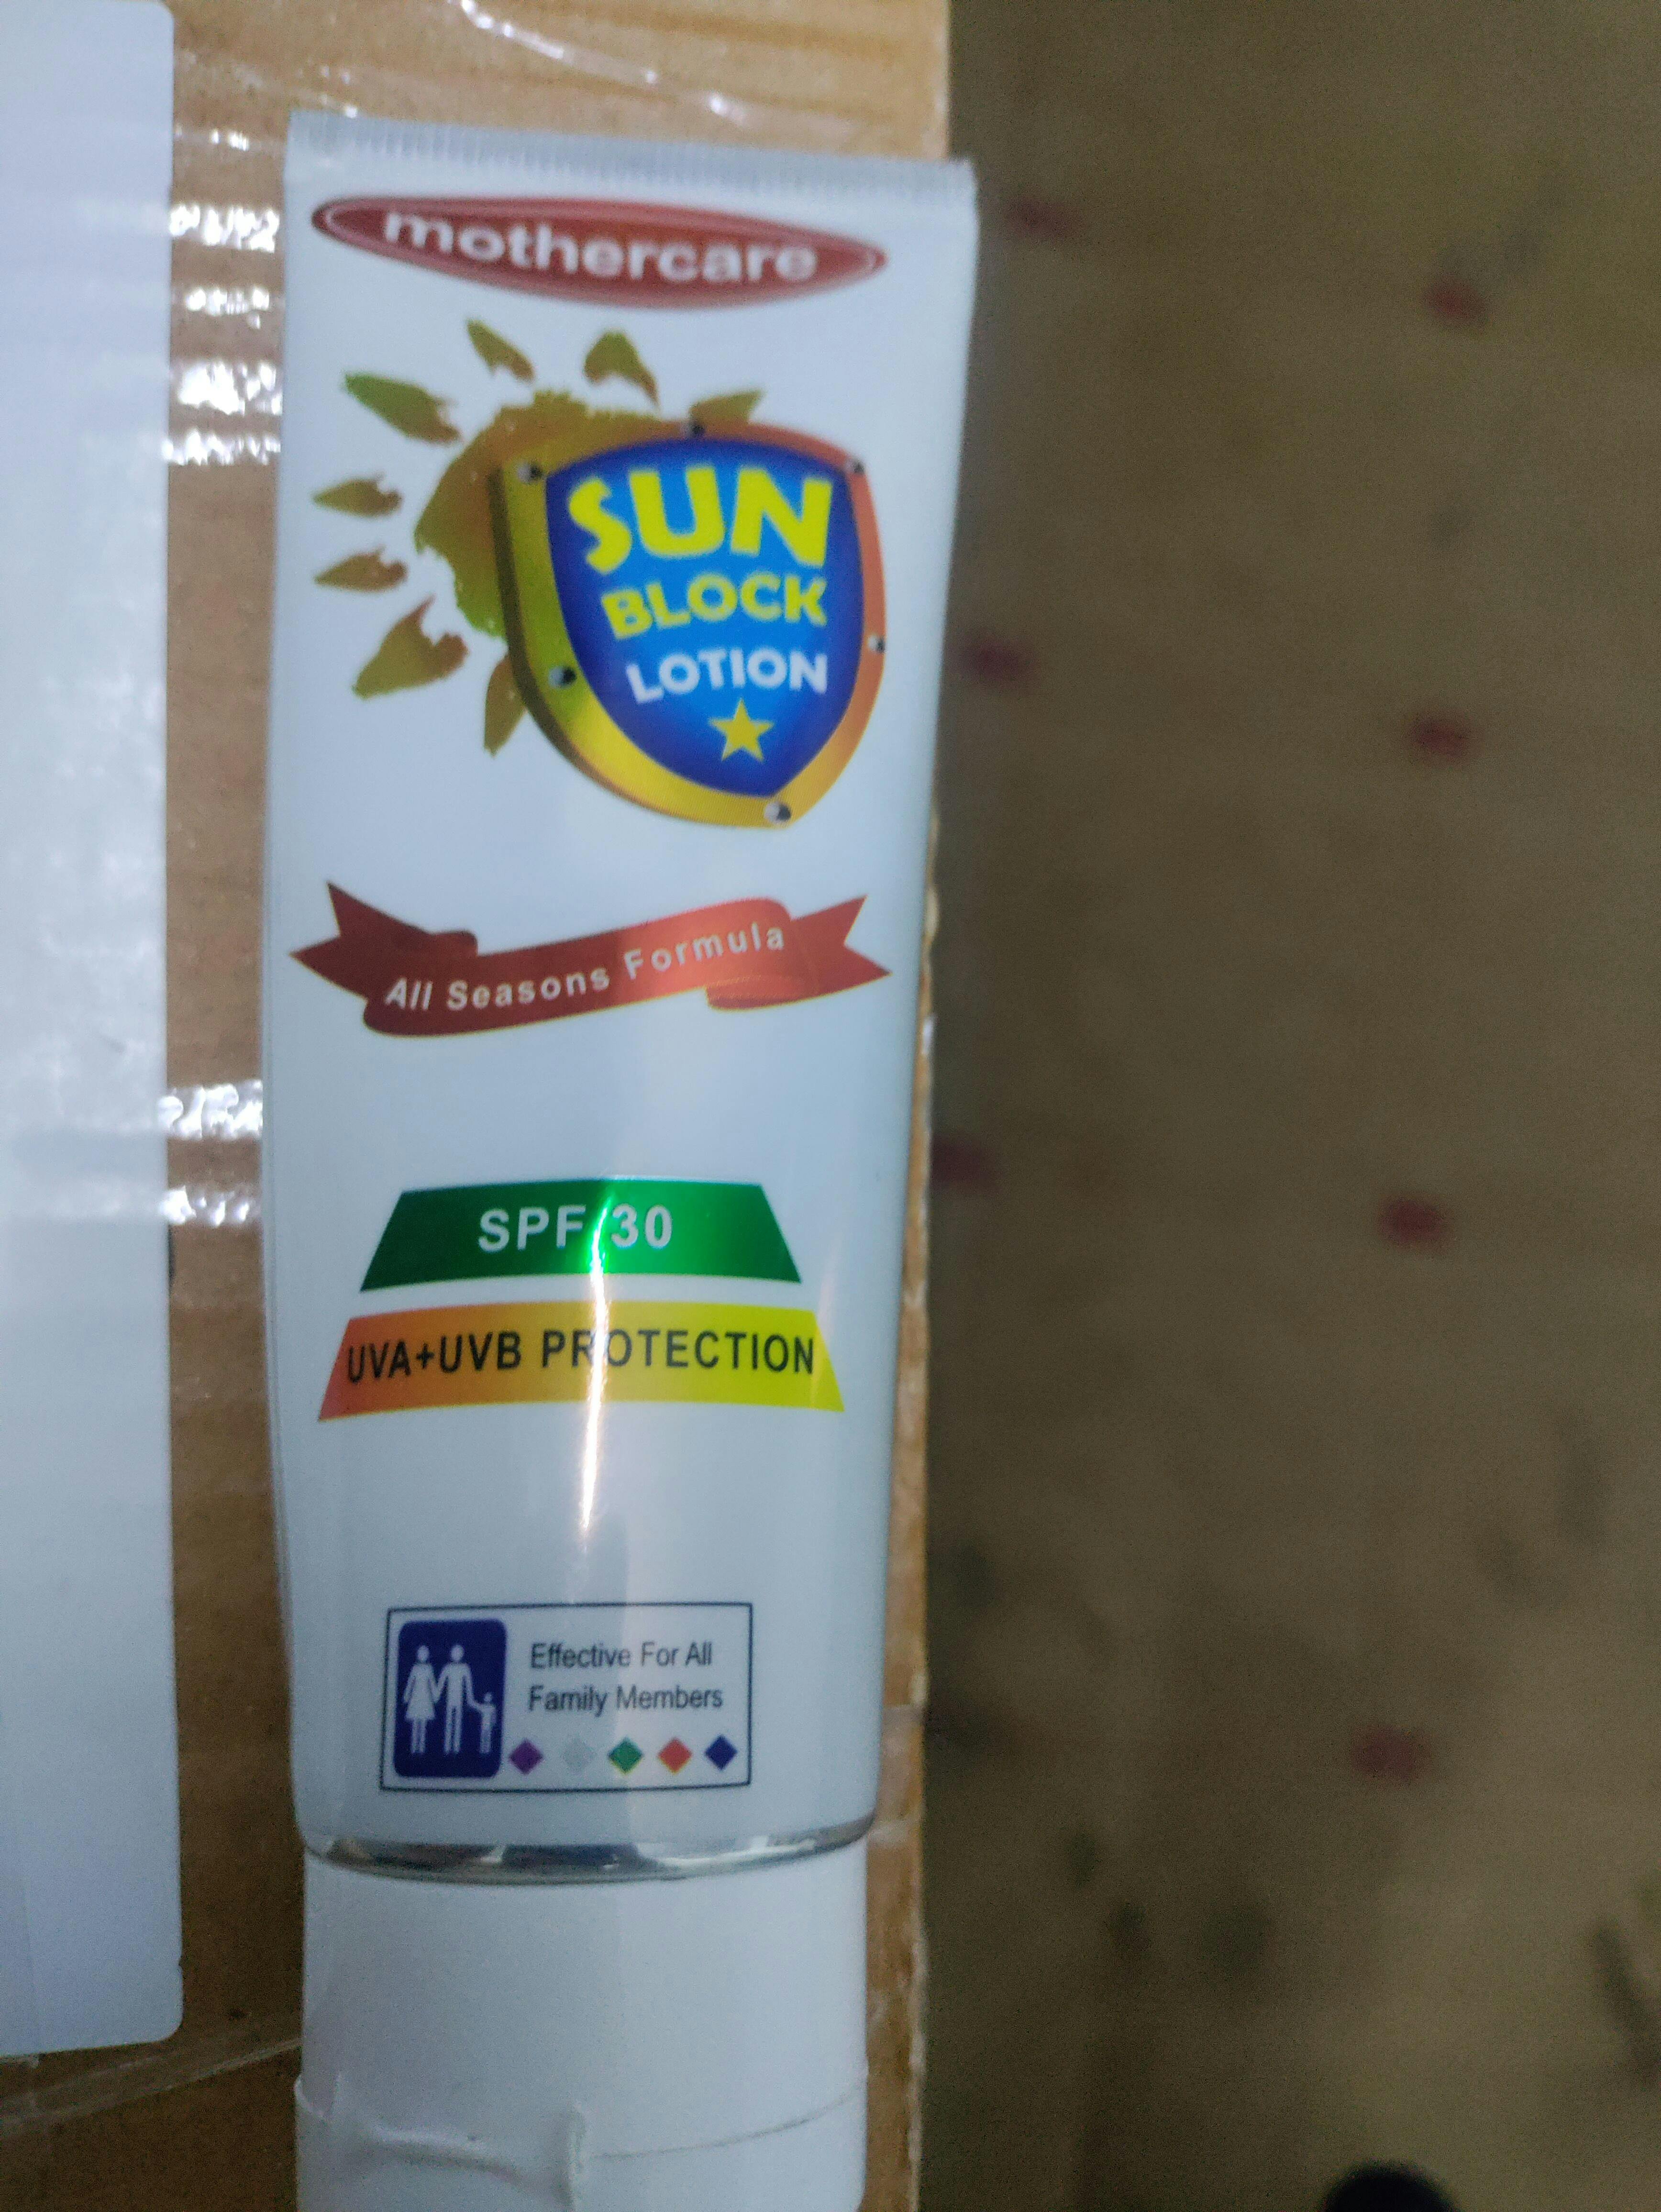 mothercare
SUN
BLOCK
LOTION
All Seasons Formula
SPF 30
UVA+UVB PROTECTION
Effective For All
Family Members